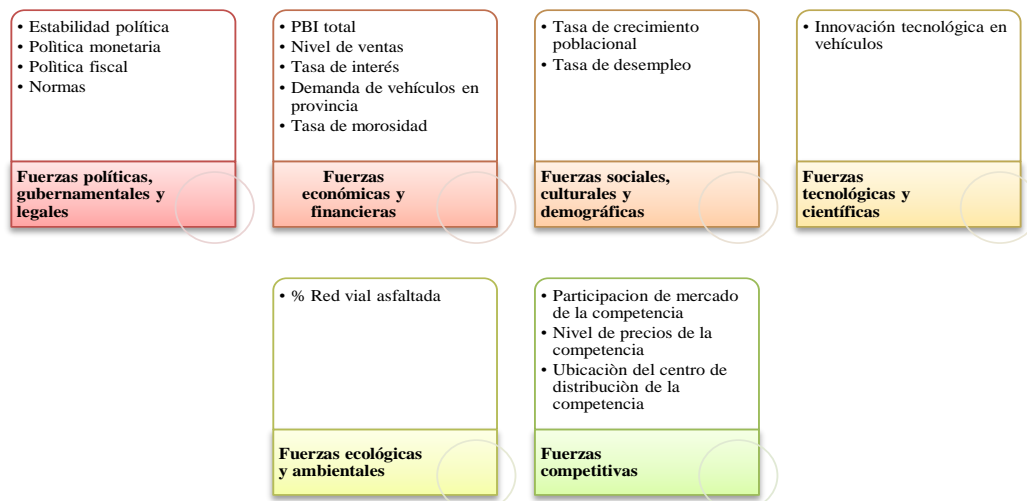 • Estabilidad política
• Polìtica monetaria
• Polìtica fiscal
• Normas
Fuerzas políticas,
gubernamentales y
legales
• PBI total
• Nivel de ventas
• Tasa de interés
• Demanda de vehículos en
provincia
• Tasa de morosidad
Fuerzas
económicas y
financieras
• Tasa de crecimiento
poblacional
• Tasa de desempleo
Fuerzas sociales,
culturales y
demográficas
• Innovación tecnológica en
vehículos
Fuerzas
tecnológicas y
científicas
• % Red vial asfaltada
Fuerzas ecológicas
y ambientales
• Participacion de mercado
de la competencia
• Nivel de precios de la
competencia
• Ubicaciòn del centro de
distribuciòn de la
competencia
Fuerzas
competitivas